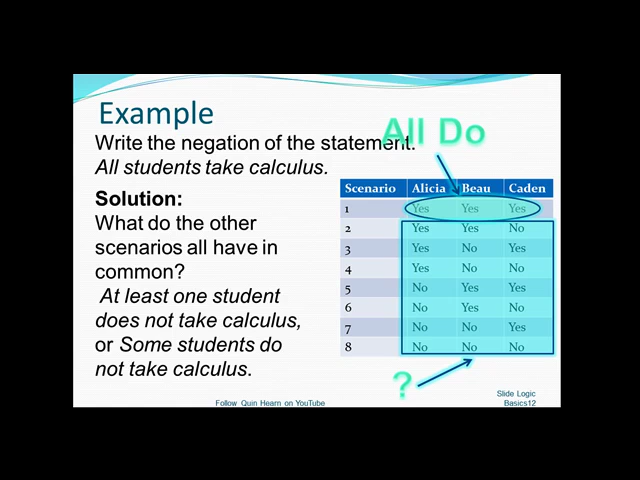 Example
All Do
Write the negation of the statement.
All students take calculus.
Solution:
What do the other
scenarios all have in
common?
At least one student
does not take calculus,
or Some students do
not take calculus.
Scenario Alicia Beau Caden
1 Yes Yes Yes
2 Yes Yes No
3 Yes No Yes
4 Yes No No
5 No Yes Yes
6 No Yes No
7 No No Yes
8 No No No
?
Follow Quin Hearn on YouTube
Slide Logic
Basics12